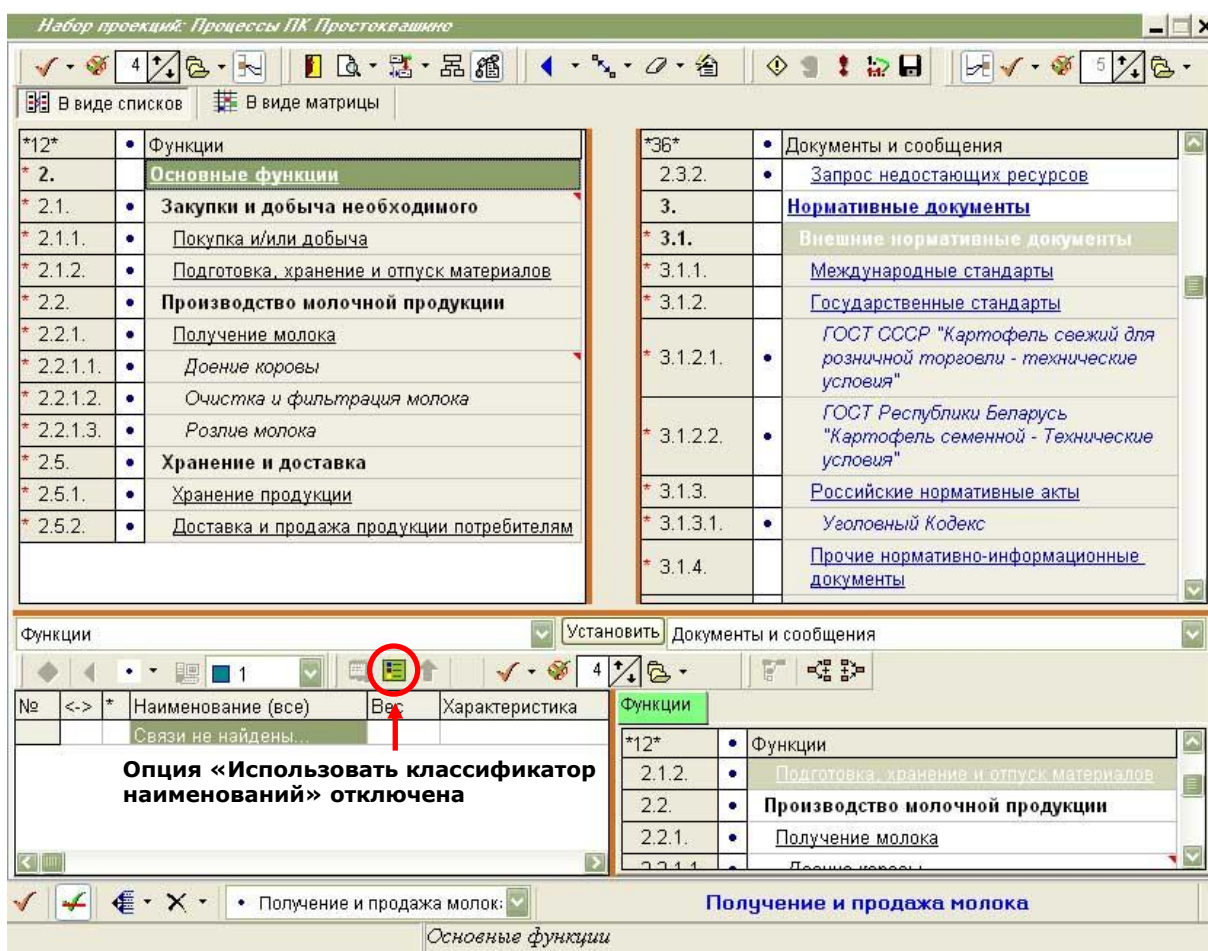 Набор проекций: Процессы ПК Простоквашино
4
5
В виде списков
В виде матрицы
*12* • Функции
* 2. Основные функции
* 2.1. • Закупки и добыча необходимого
* 2.1.1. • Покупка и/или добыча
* 2.1.2. • Подготовка, хранение и отпуск материалов
* 2.2. • Производство молочной продукции
* 2.2.1. • Получение молока
* 2.2.1.1. • Доение коровы
* 2.2.1.2. • Очистка и фильтрация молока
* 2.2.1.3. • Розлив молока
* 2.5. • Хранение и доставка
* 2.5.1. • Хранение продукции
* 2.5.2. • Доставка и продажа продукции потребителям
*36* • Документы и сообщения
2.3.2. • Запрос недостающих ресурсов
3. Нормативные документы
* 3.1. Внешние нормативные документы
* 3.1.1. Международные стандарты
* 3.1.2. Государственные стандарты
* 3.1.2.1. • ГОСТ СССР "Картофель свежий для
розничной торговли - технические
условия"
* 3.1.2.2. • ГОСТ Республики Беларусь
"Картофель семенной - Технические
условия"
* 3.1.3. Российские нормативные акты
* 3.1.3.1. • Уголовный Кодекс
* 3.1.4. Прочие нормативно-информационные
документы
Функции
Установить
Документы и сообщения
1
4
№ <-> * Наименование (все) Вес Характеристика
Связи не найдены...
Опция «Использовать классификатор
наименований» отключена
Функции
*12* • Функции
2.1.2. • Подготовка, хранение и отпуск материалов
2.2. • Производство молочной продукции
2.2.1. • Получение молока
2.2.1.1. • Доение коровы
• Получение и продажа молок
Получение и продажа молока
Основные функции